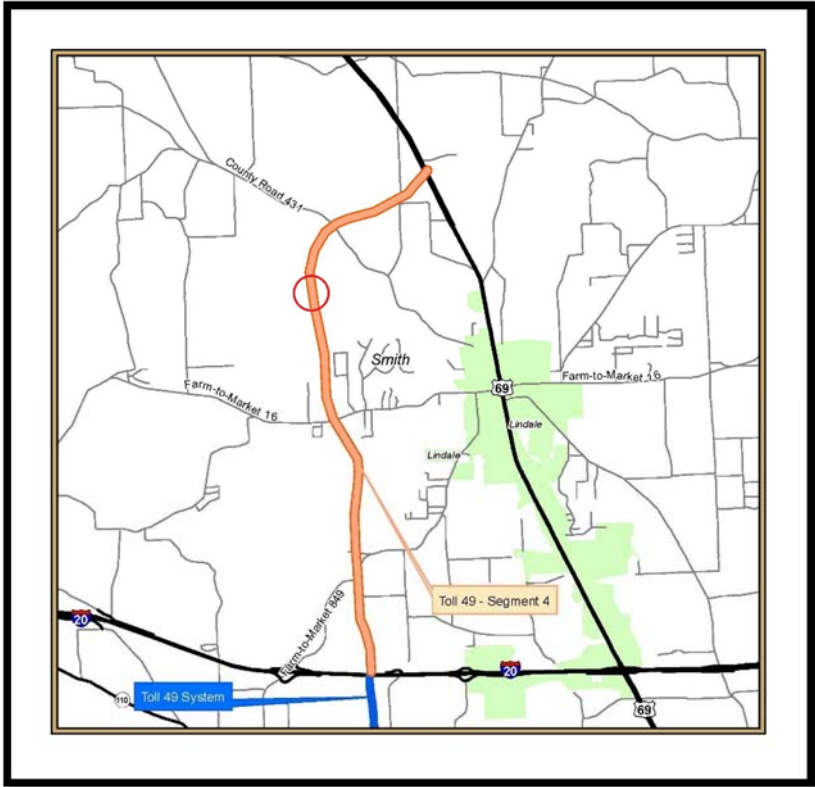 County Road 431
Smith
Farm-to-Market 16
69
Farm-to-Market 16
Lindale
Lindale
Toll 49 - Segment 4
Farm-to-Market 849
20
20
110
Toll 49 System
69